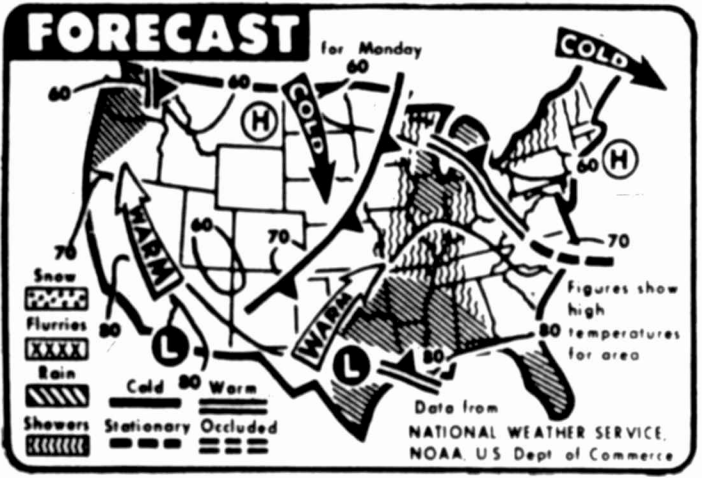 FORECAST
for Monday
COLD
60
60
60
H
COLD
60
H
WARM
60
70
70
70
Snow
Flurries
80
Rain
Showers
L
80
Cold
Warm
Stationary
Occluded
WARM
L
80
80
Figures show
high
temperatures
for area
Data from
NATIONAL WEATHER SERVICE,
NOAA, US Dept of Commerce